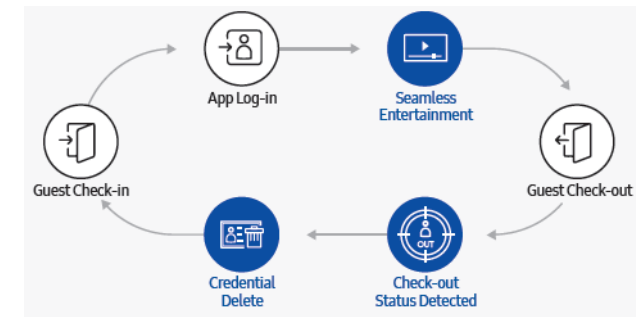 App Log-in
Seamless
Entertainment
Guest Check-in
Guest Check-out
OUT
Credential
Delete
Check-out
Status Detected